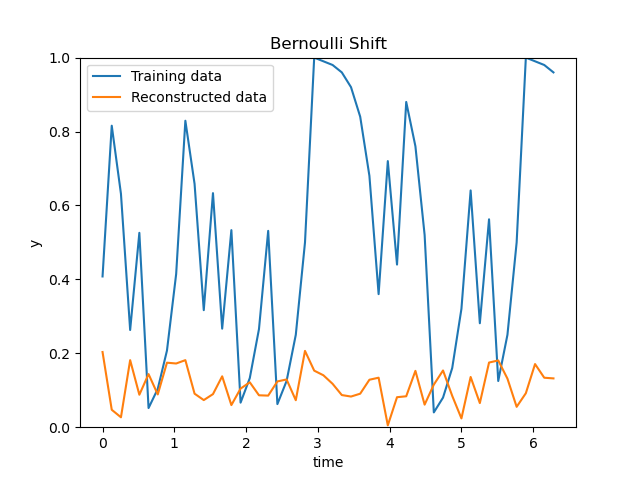 Bernoulli Shift
Training data
Reconstructed data
1.0
0.8
0.6
0.4
0.2
0.0
y
0 1 2 3 4 5 6
time